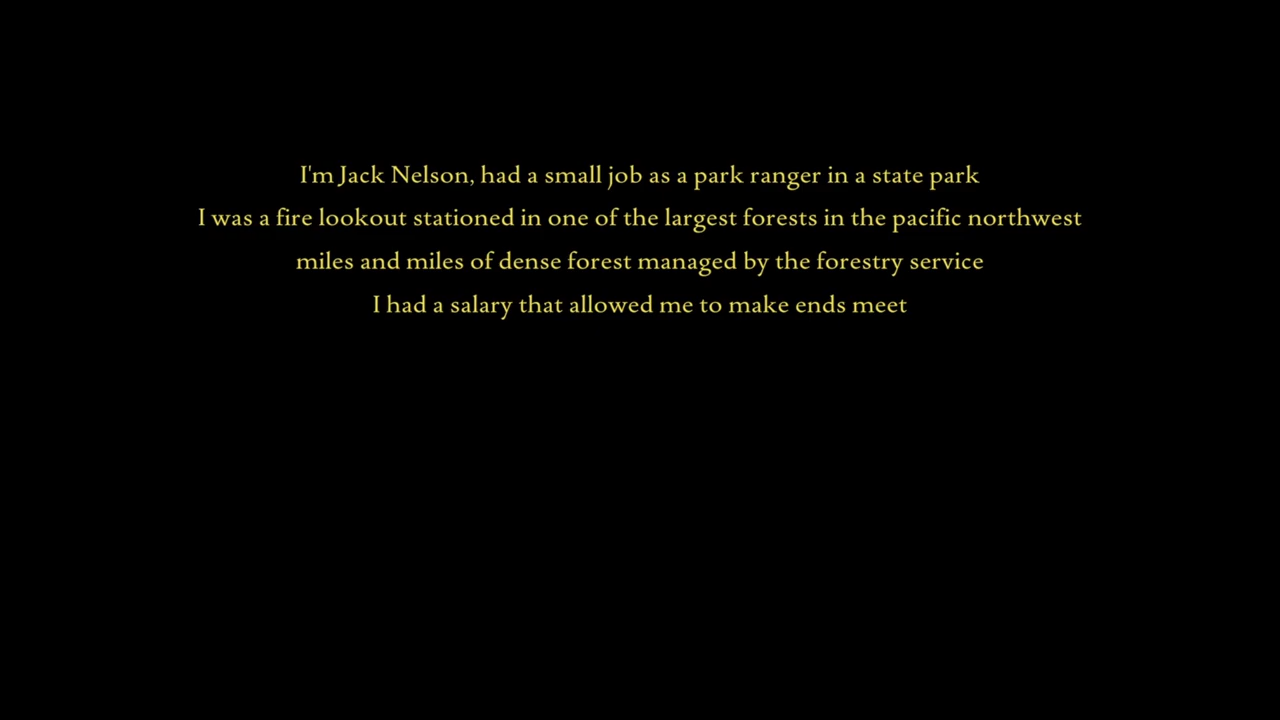 I'm Jack Nelson, had a small job as a park ranger in a state park
I was a fire lookout stationed in one of the largest forests in the pacific northwest
miles and miles of dense forest managed by the forestry service
I had a salary that allowed me to make ends meet